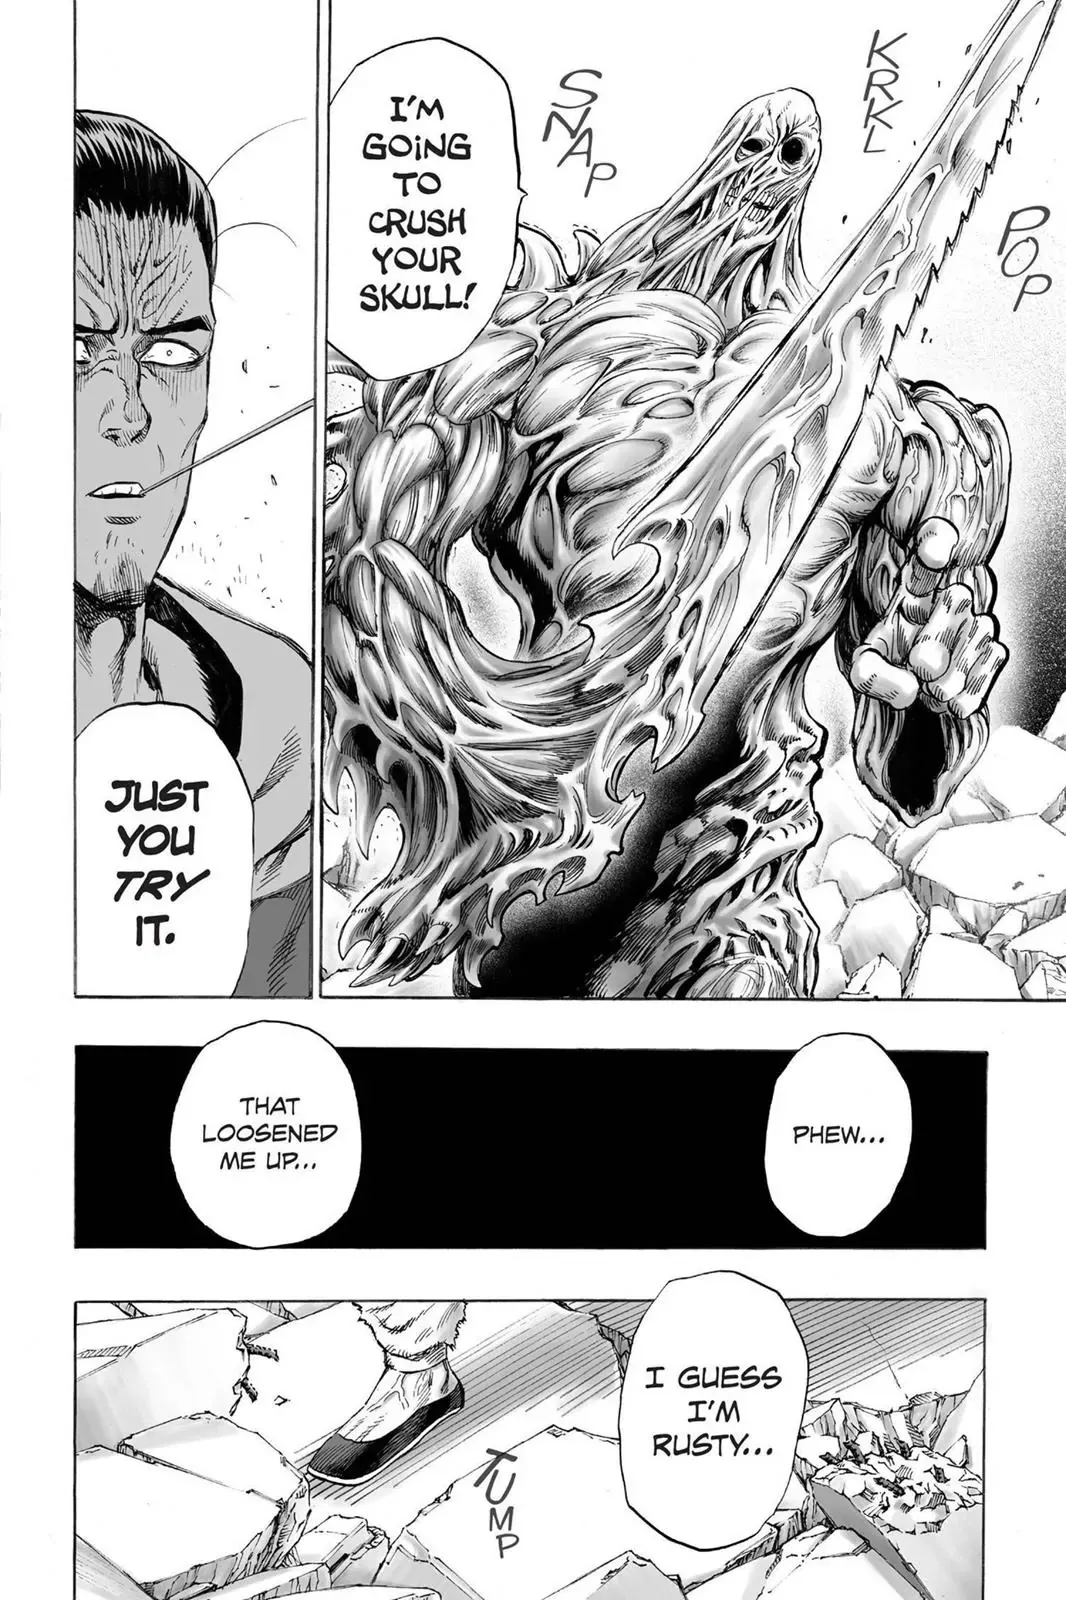 KRKL
POP
SNAP
I'M
GOING
TO
CRUSH
YOUR
SKULL!
JUST
YOU
TRY
IT.
PHEW...
THAT
LOOSENED
ME UP...
I GUESS
I'M
RUSTY...
TUMP